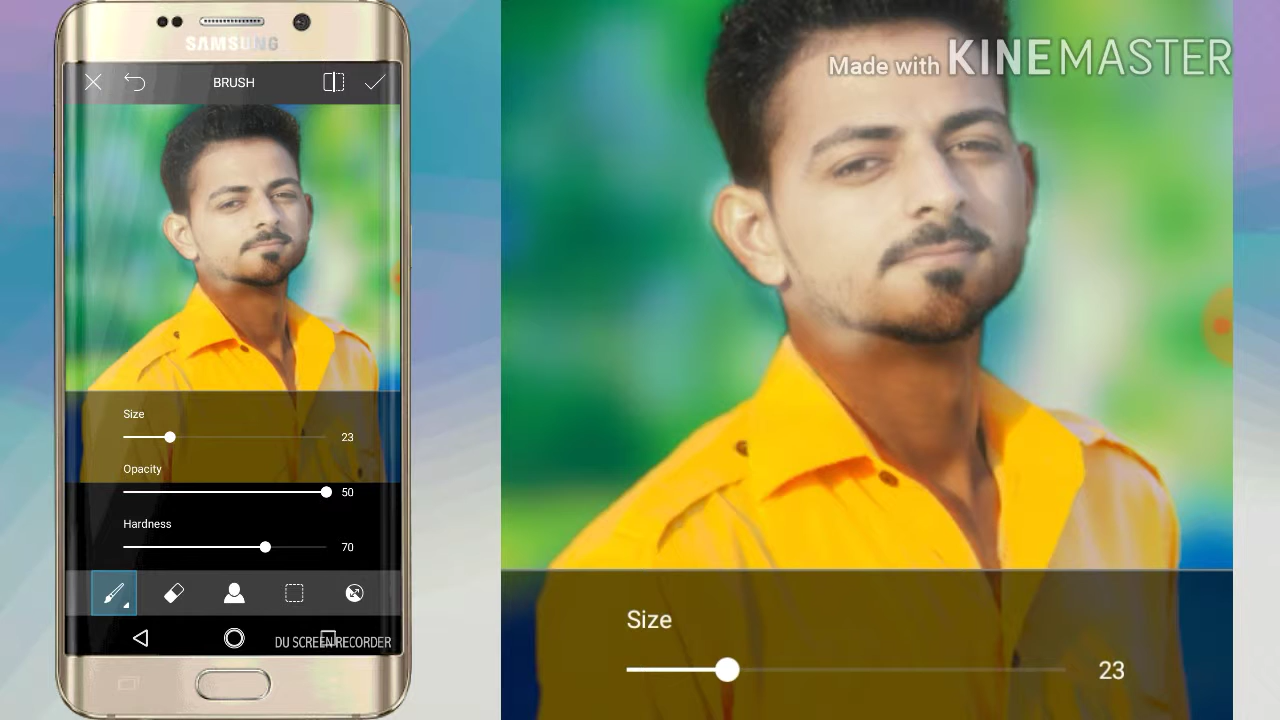 SAMSUNG
BRUSH
Size
23
Opacity
50
Hardness
70
DU SCREEN RECORDER
Made with KINEMASTER
Size
23